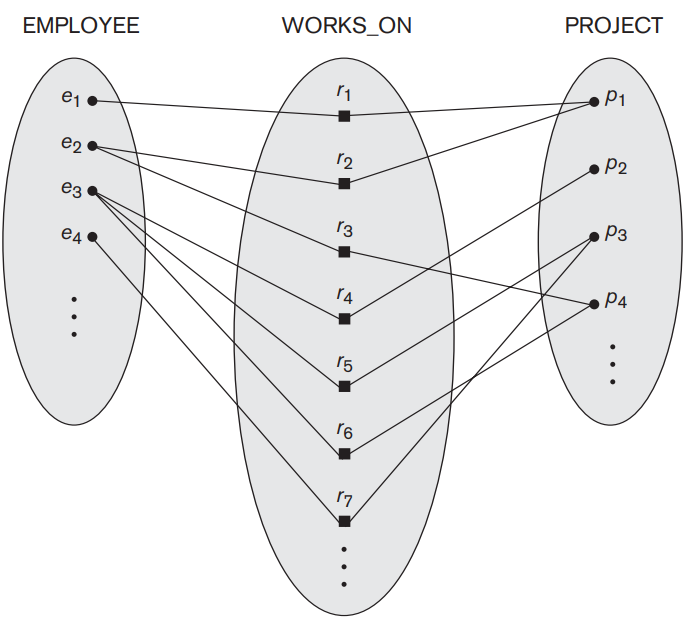 EMPLOYEE WORKS_ON PROJECT
e1
e2
e3
e4
r1
r2
r3
r4
r5
r6
r7
p1
p2
p3
p4